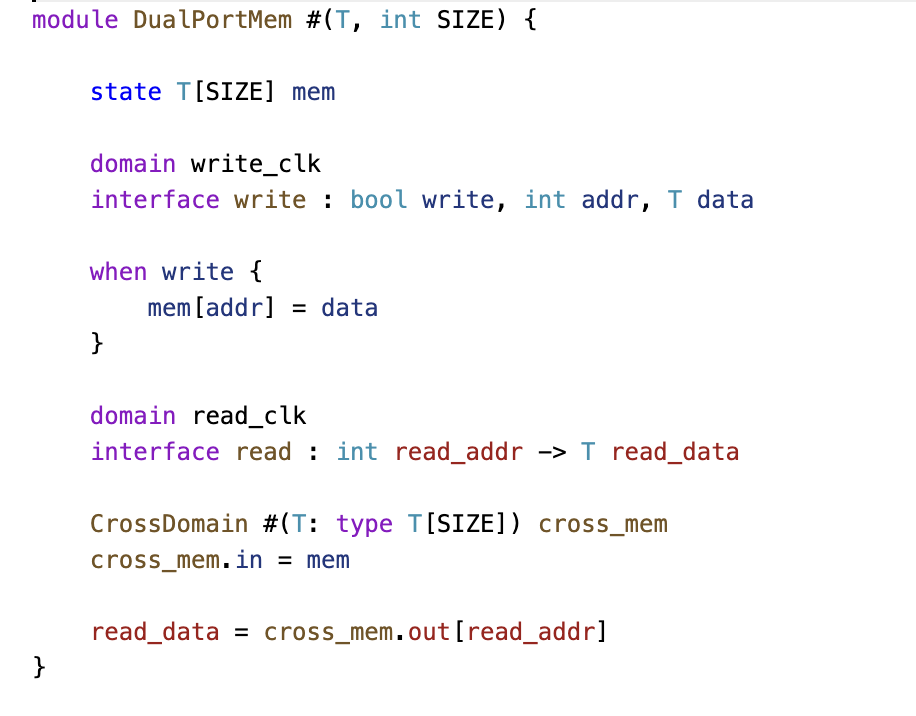 module DualPortMem #(T, int SIZE) {
state T[SIZE] mem
domain write_clk
interface write : bool write, int addr, T data
when write {
mem[addr] = data
}
domain read_clk
interface read : int read_addr -> T read_data
CrossDomain #(T: type T[SIZE]) cross_mem
cross_mem.in = mem
read_data = cross_mem.out[read_addr]
}